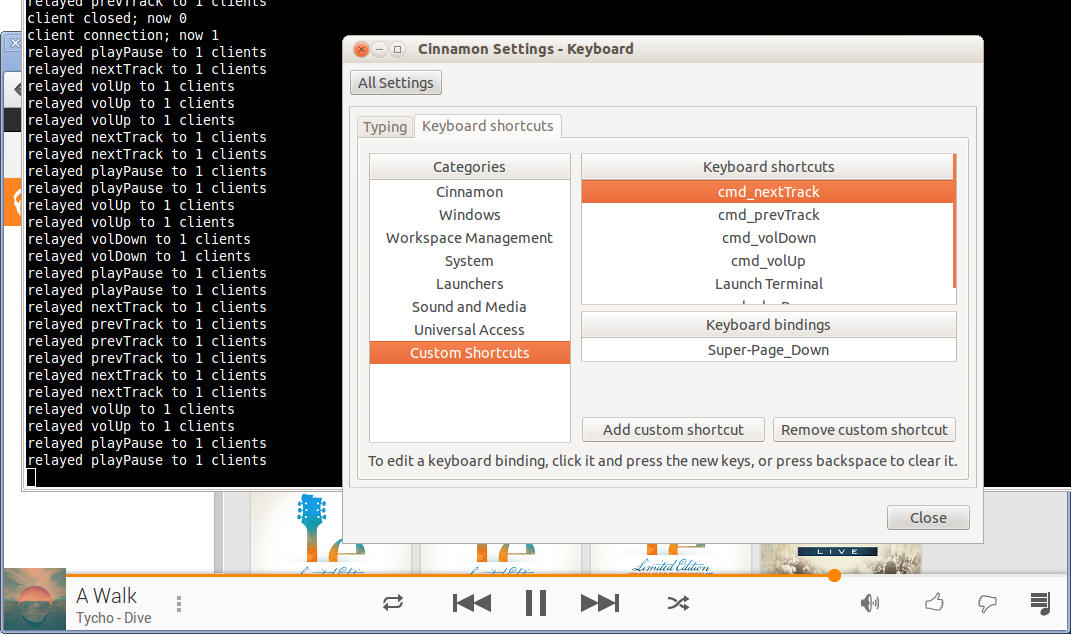 relayed prevTrack to 1 clients
client closed; now 0
client connection; now 1
relayed playPause to 1 clients
relayed nextTrack to 1 clients
relayed volUp to 1 clients
relayed volUp to 1 clients
relayed volUp to 1 clients
relayed nextTrack to 1 clients
relayed nextTrack to 1 clients
relayed playPause to 1 clients
relayed playPause to 1 clients
relayed volUp to 1 clients
relayed volUp to 1 clients
relayed volDown to 1 clients
relayed volDown to 1 clients
relayed playPause to 1 clients
relayed playPause to 1 clients
relayed nextTrack to 1 clients
relayed prevTrack to 1 clients
relayed prevTrack to 1 clients
relayed prevTrack to 1 clients
relayed nextTrack to 1 clients
relayed nextTrack to 1 clients
relayed volUp to 1 clients
relayed volUp to 1 clients
relayed playPause to 1 clients
relayed playPause to 1 clients
Cinnamon Settings - Keyboard
All Settings
Typing
Keyboard shortcuts
Categories
Cinnamon
Windows
Workspace Management
System
Launchers
Sound and Media
Universal Access
Custom Shortcuts
Keyboard shortcuts
cmd_nextTrack
cmd_prevTrack
cmd_volDown
cmd_volUp
Launch Terminal
Keyboard bindings
Super-Page_Down
Add custom shortcut
Remove custom shortcut
To edit a keyboard binding, click it and press the new keys, or press backspace to clear it.
Close
Limited Edition
Limited Edition
Limited Edition
LIVE
A Walk
Tycho - Dive